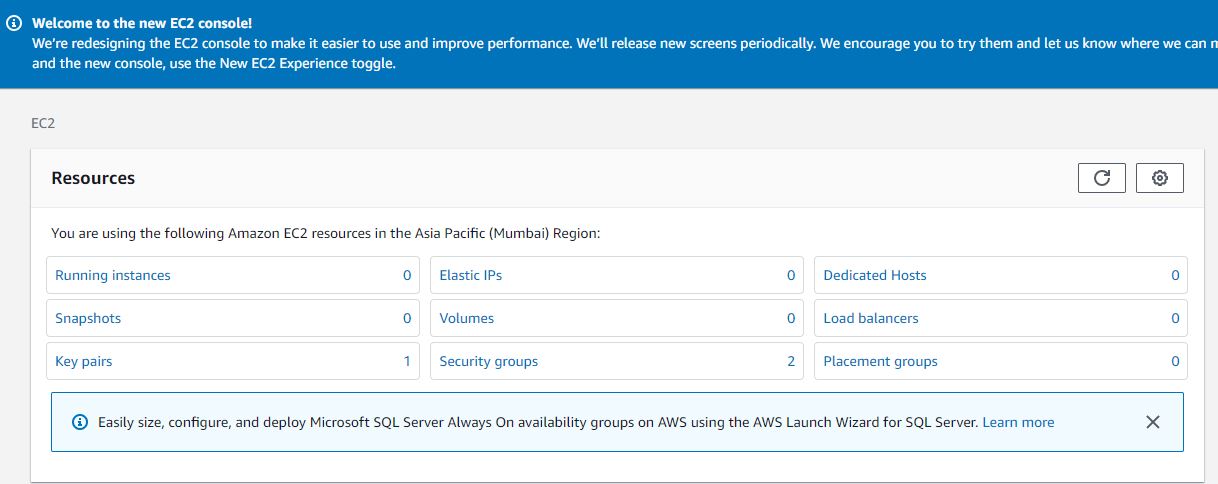 Welcome to the new EC2 console!
We're redesigning the EC2 console to make it easier to use and improve performance. We'll release new screens periodically. We encourage you to try them and let us know where we can
and the new console, use the New EC2 Experience toggle.
EC2
Resources
You are using the following Amazon EC2 resources in the Asia Pacific (Mumbai) Region:
Running instances 0 Elastic IPs 0 Dedicated Hosts 0
Snapshots 0 Volumes 0 Load balancers 0
Key pairs 1 Security groups 2 Placement groups 0
Easily size, configure, and deploy Microsoft SQL Server Always On availability groups on AWS using the AWS Launch Wizard for SQL Server. Learn more